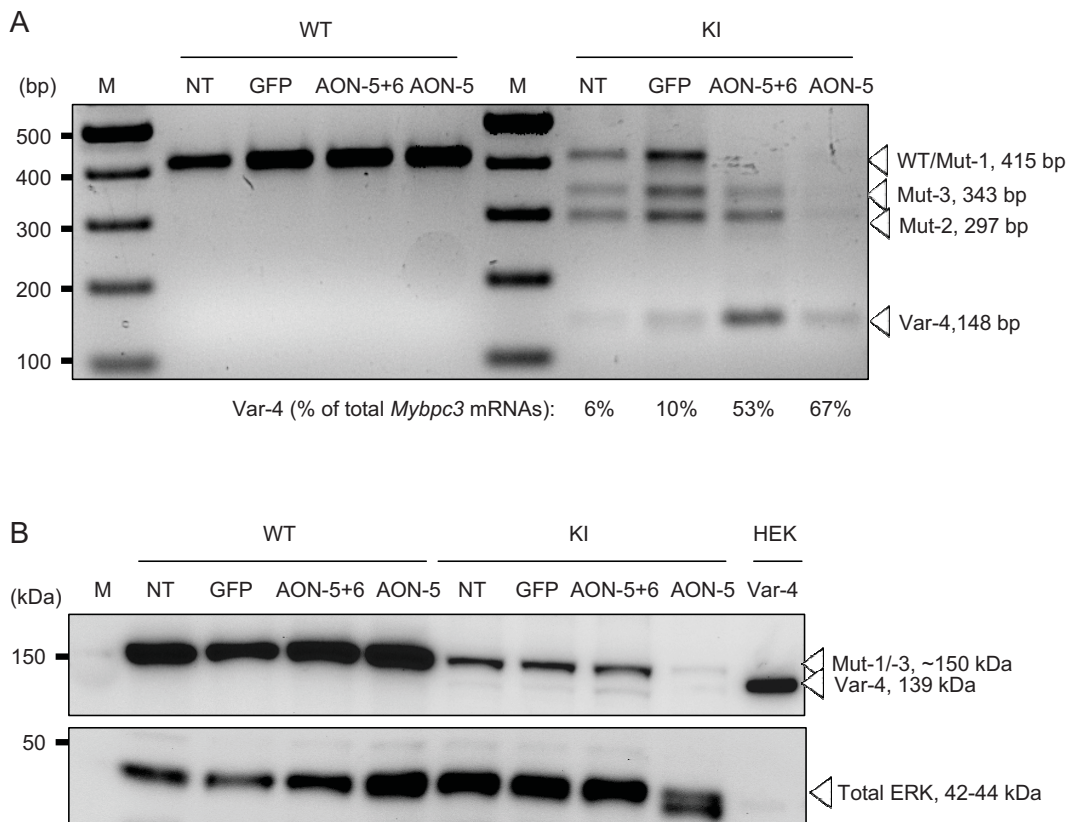 A
WT KI
(bp) M NT GFP AON-5+6 AON-5 M NT GFP AON-5+6 AON-5
500
400
300
200
100
WT/Mut-1, 415 bp
Mut-3, 343 bp
Mut-2, 297 bp
Var-4,148 bp
Var-4 (% of total Mybpc3 mRNAs): 6% 10% 53% 67%
B
WT KI HEK
M NT GFP AON-5+6 AON-5 NT GFP AON-5+6 AON-5 Var-4
(kDa)
150
Mut-1/-3, ~150 kDa
Var-4, 139 kDa
50
Total ERK, 42-44 kDa